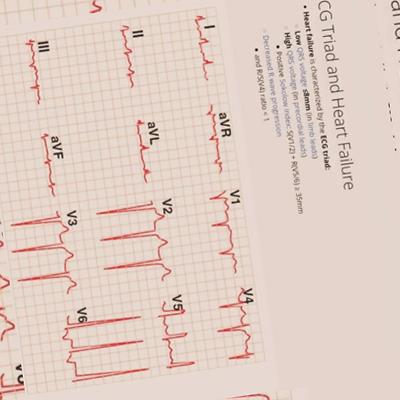 CG Triad and Heart Failure
• Heart failure is characterized by the ECG triad:
Low QRS voltage ≤8mm (in limb leads)
High QRS voltage (in precordial leads)
• Positive Sokolow index: S(V1/2) + R(V5/6) ≥ 35mm
Decreased R wave progression
• and R/S(V4) ratio < 1
I
aVR
V1
V4
II
aVL
V2
V5
III
aVF
V3
V6